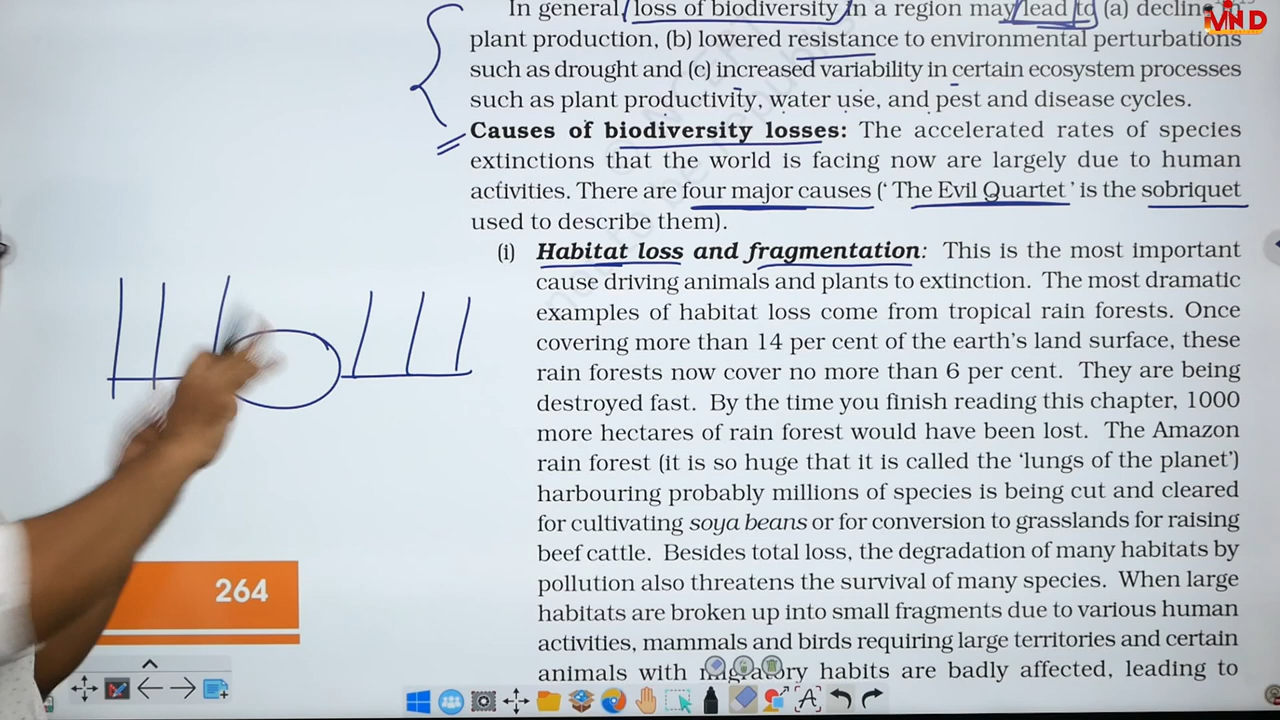 In general, loss of biodiversity in a region may lead to (a) decline in
plant production, (b) lowered resistance to environmental perturbations
such as drought and (c) increased variability in certain ecosystem processes
such as plant productivity, water use, and pest and disease cycles.
Causes of biodiversity losses: The accelerated rates of species
extinctions that the world is facing now are largely due to human
activities. There are four major causes (‘ The Evil Quartet ’ is the sobriquet
used to describe them).
(i) Habitat loss and fragmentation: This is the most important
cause driving animals and plants to extinction. The most dramatic
examples of habitat loss come from tropical rain forests. Once
covering more than 14 per cent of the earth’s land surface, these
rain forests now cover no more than 6 per cent. They are being
destroyed fast. By the time you finish reading this chapter, 1000
more hectares of rain forest would have been lost. The Amazon
rain forest (it is so huge that it is called the ‘lungs of the planet’)
harbouring probably millions of species is being cut and cleared
for cultivating soya beans or for conversion to grasslands for raising
beef cattle. Besides total loss, the degradation of many habitats by
pollution also threatens the survival of many species. When large
habitats are broken up into small fragments due to various human
activities, mammals and birds requiring large territories and certain
animals with migratory habits are badly affected, leading to
264